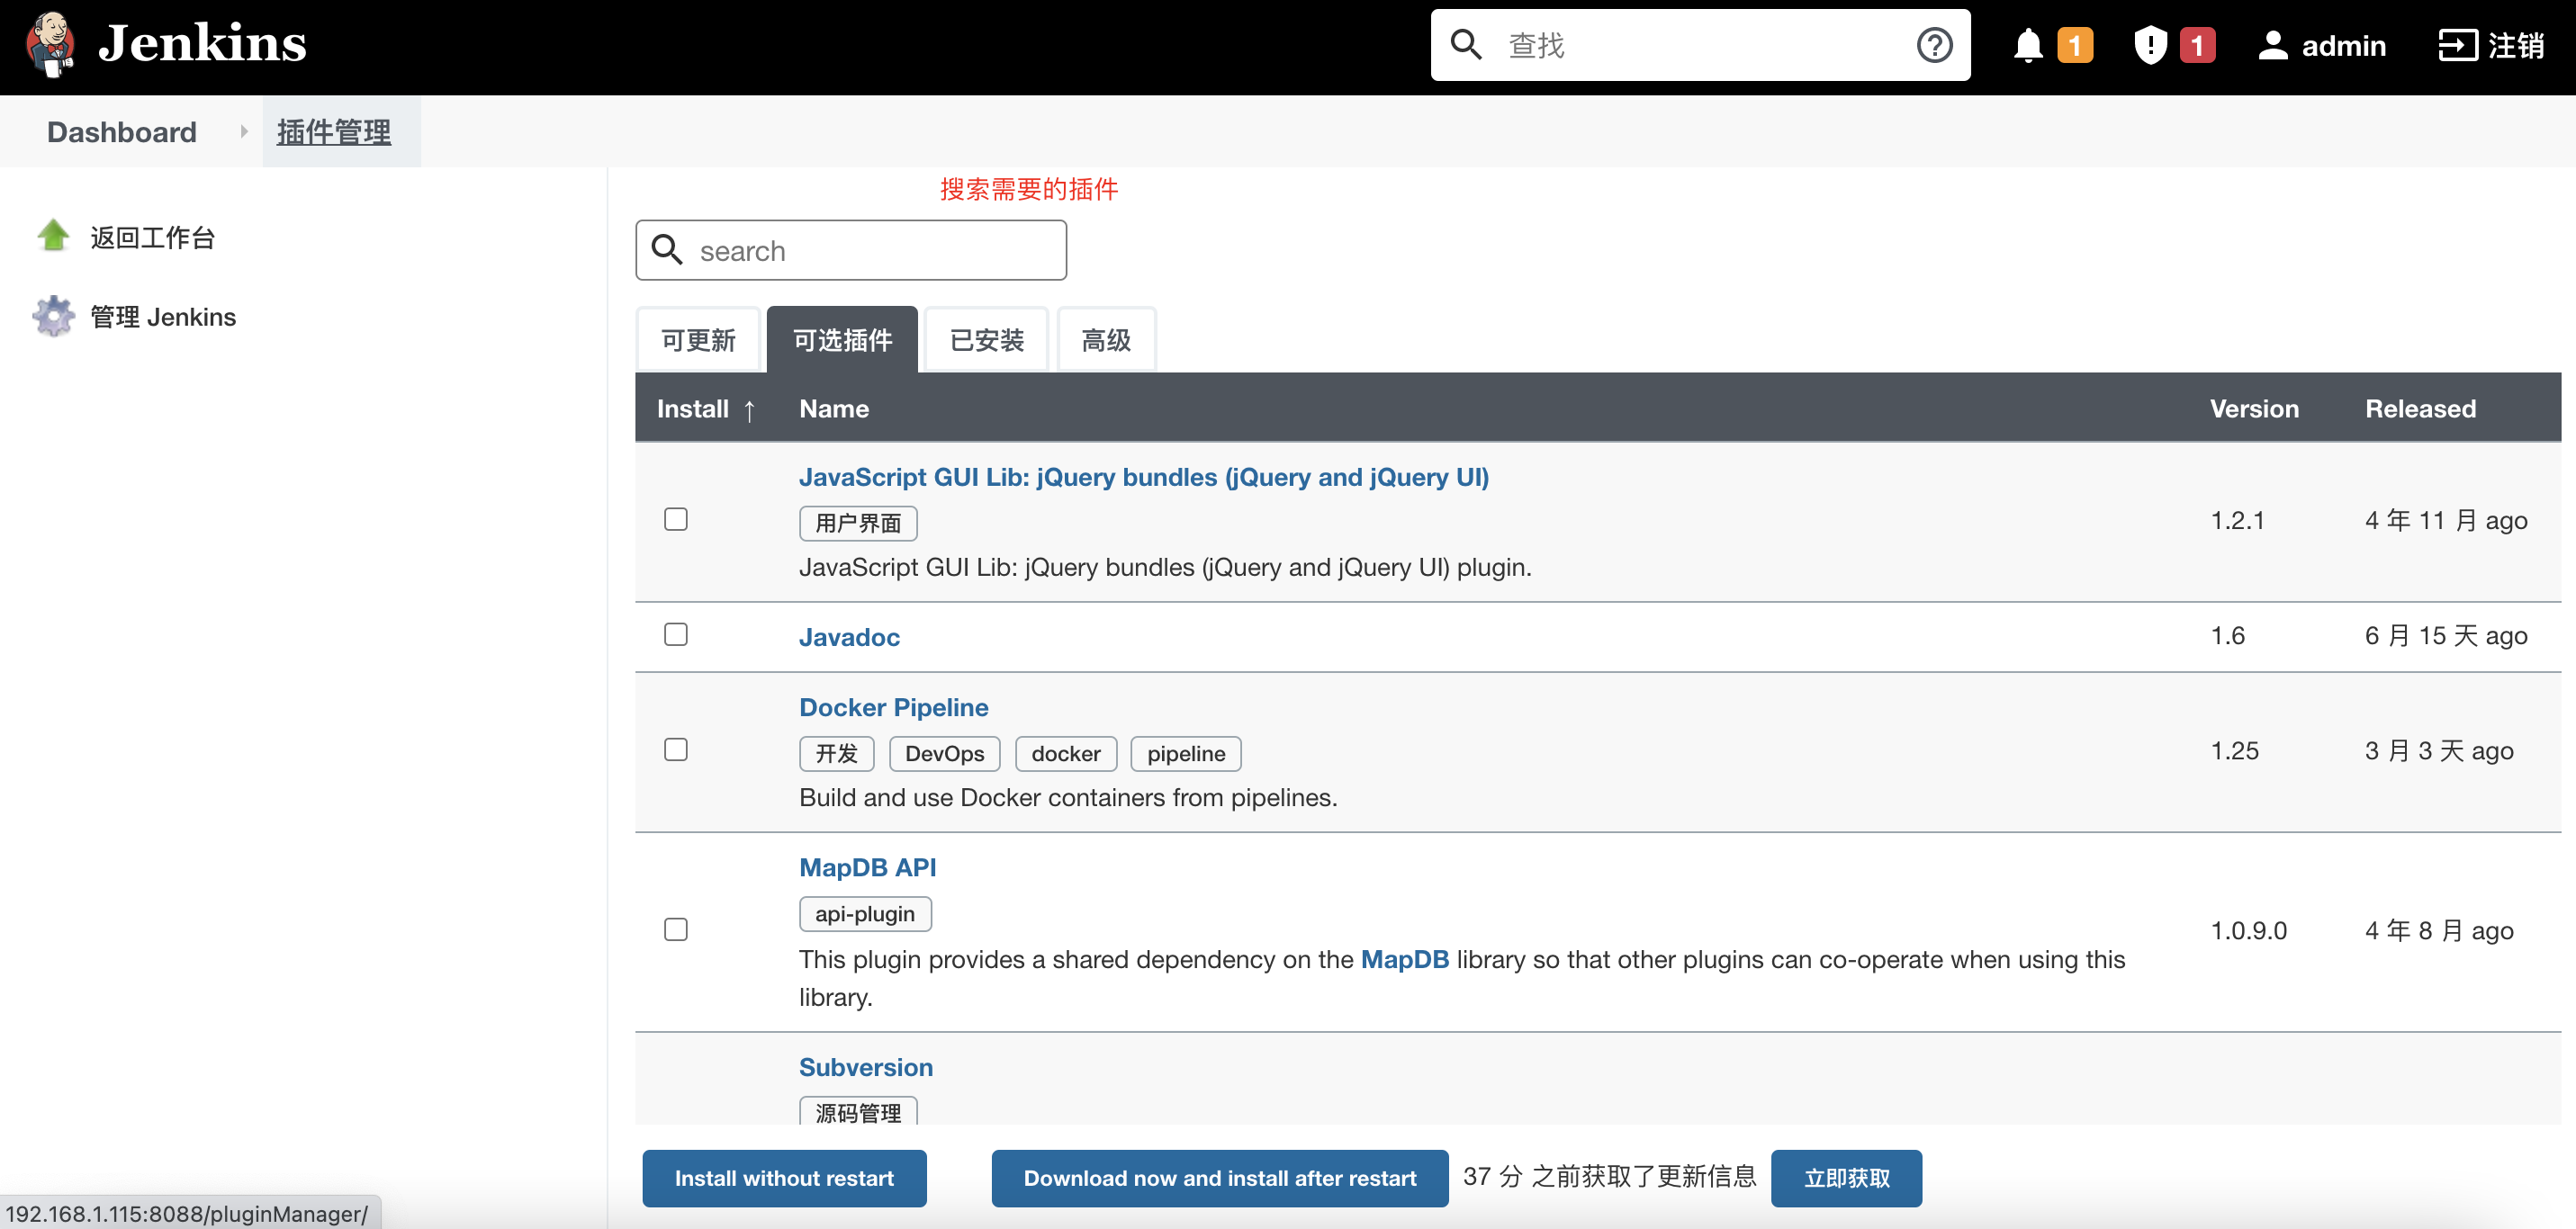 Jenkins
查找
1
1
admin
注销
Dashboard
插件管理
返回工作台
管理 Jenkins
搜索需要的插件
search
可更新
可选插件
已安装
高级
Install ↑ Name Version Released
JavaScript GUI Lib: jQuery bundles (jQuery and jQuery UI)
用户界面
JavaScript GUI Lib: jQuery bundles (jQuery and jQuery UI) plugin.
1.2.1
4 年 11 月 ago
Javadoc
1.6
6 月 15 天 ago
Docker Pipeline
开发 DevOps docker pipeline
Build and use Docker containers from pipelines.
1.25
3 月 3 天 ago
MapDB API
api-plugin
This plugin provides a shared dependency on the MapDB library so that other plugins can co-operate when using this
library.
1.0.9.0
4 年 8 月 ago
Subversion
源码管理
Install without restart
Download now and install after restart
37 分 之前获取了更新信息
立即获取
192.168.1.115:8088/pluginManager/